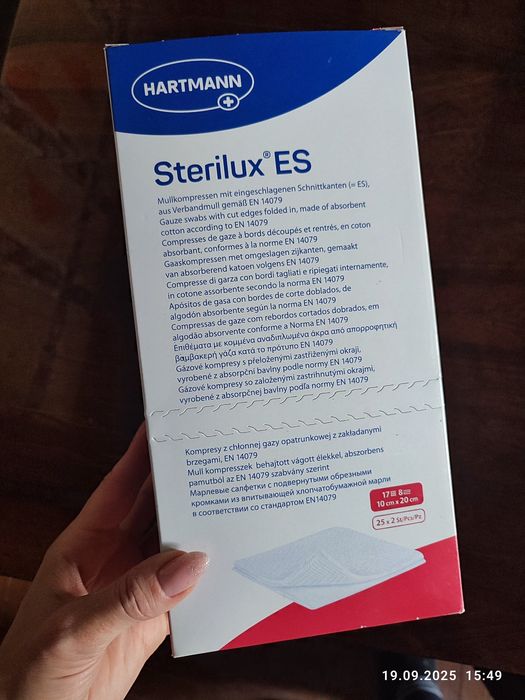 HARTMANN
Sterilux® ES
Mullkompressen mit eingeschlagenen Schnittkanten (= ES),
aus Verbandmull gemäß EN 14079
Gauze swabs with cut edges folded in, made of absorbent
cotton according to EN 14079
Compresses de gaze à bords découpés et rentrés, en coton
absorbant, conformes à la norme EN 14079
Gaaskompressen met omgeslagen zijkanten, gemaakt
van absorberend katoen volgens EN 14079
Compresse di garza con bordi tagliati e ripiegati internamente,
in cotone assorbente secondo la norma EN 14079
Apósitos de gasa con bordes de corte doblados, de
algodón absorbente según la norma EN 14079
Compressas de gaze com rebordos cortados dobrados, em
algodão absorvente conforme a Norma EN 14079
Επιθέματα με κομμένα αναδιπλωμένα άκρα από απορροφητική
βαμβακερή γάζα κατά το πρότυπο EN 14079
Gázové kompresy s přeloženými zastřiženými okraji,
vyrobené z absorpční bavlny podle normy EN 14079
Gázové kompresy so založenými zastrihnutými okrajmi,
vyrobené z absorpčnej bavlny podľa normy EN 14079
Kompresy z chłonnej gazy opatrunkowej z zakładanymi
brzegami, EN 14079
Mull kompresszek behajtott vágott élekkel, abszorbens
pamutból az EN 14079 szabvány szerint
Марлевые салфетки с подвернутыми обрезными
кромками из впитывающей хлопчатобумажной марли
в соответствии со стандартом EN14079
17 8
10 cm x 20 cm
25 x 2 St/Pcs/Pz
19.09.2025 15:49